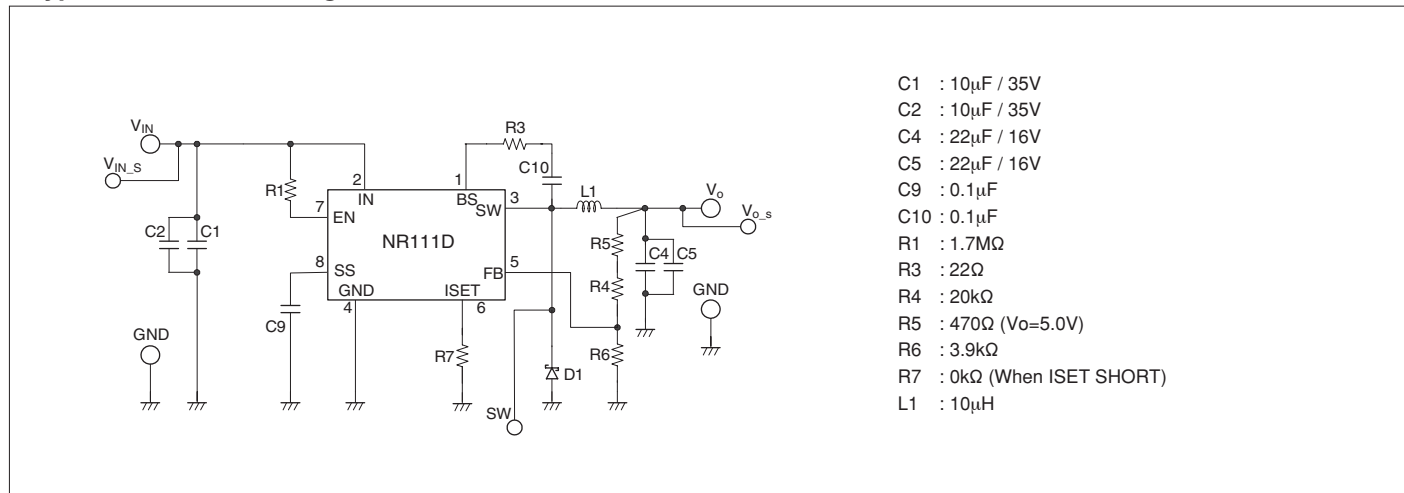 VIN
VIN_S
R1
C2
C1
GND
C9
2
IN
1
BS
3
SW
7
EN
NR111D
8
SS
FB
5
GND
4
ISET
6
R7
R3
C10
L1
Vo
Vo_s
R5
C4
C5
R4
GND
R6
D1
SW
C1 : 10μF / 35V
C2 : 10μF / 35V
C4 : 22μF / 16V
C5 : 22μF / 16V
C9 : 0.1μF
C10 : 0.1μF
R1 : 1.7MΩ
R3 : 22Ω
R4 : 20kΩ
R5 : 470Ω (Vo=5.0V)
R6 : 3.9kΩ
R7 : 0kΩ (When ISET SHORT)
L1 : 10μH